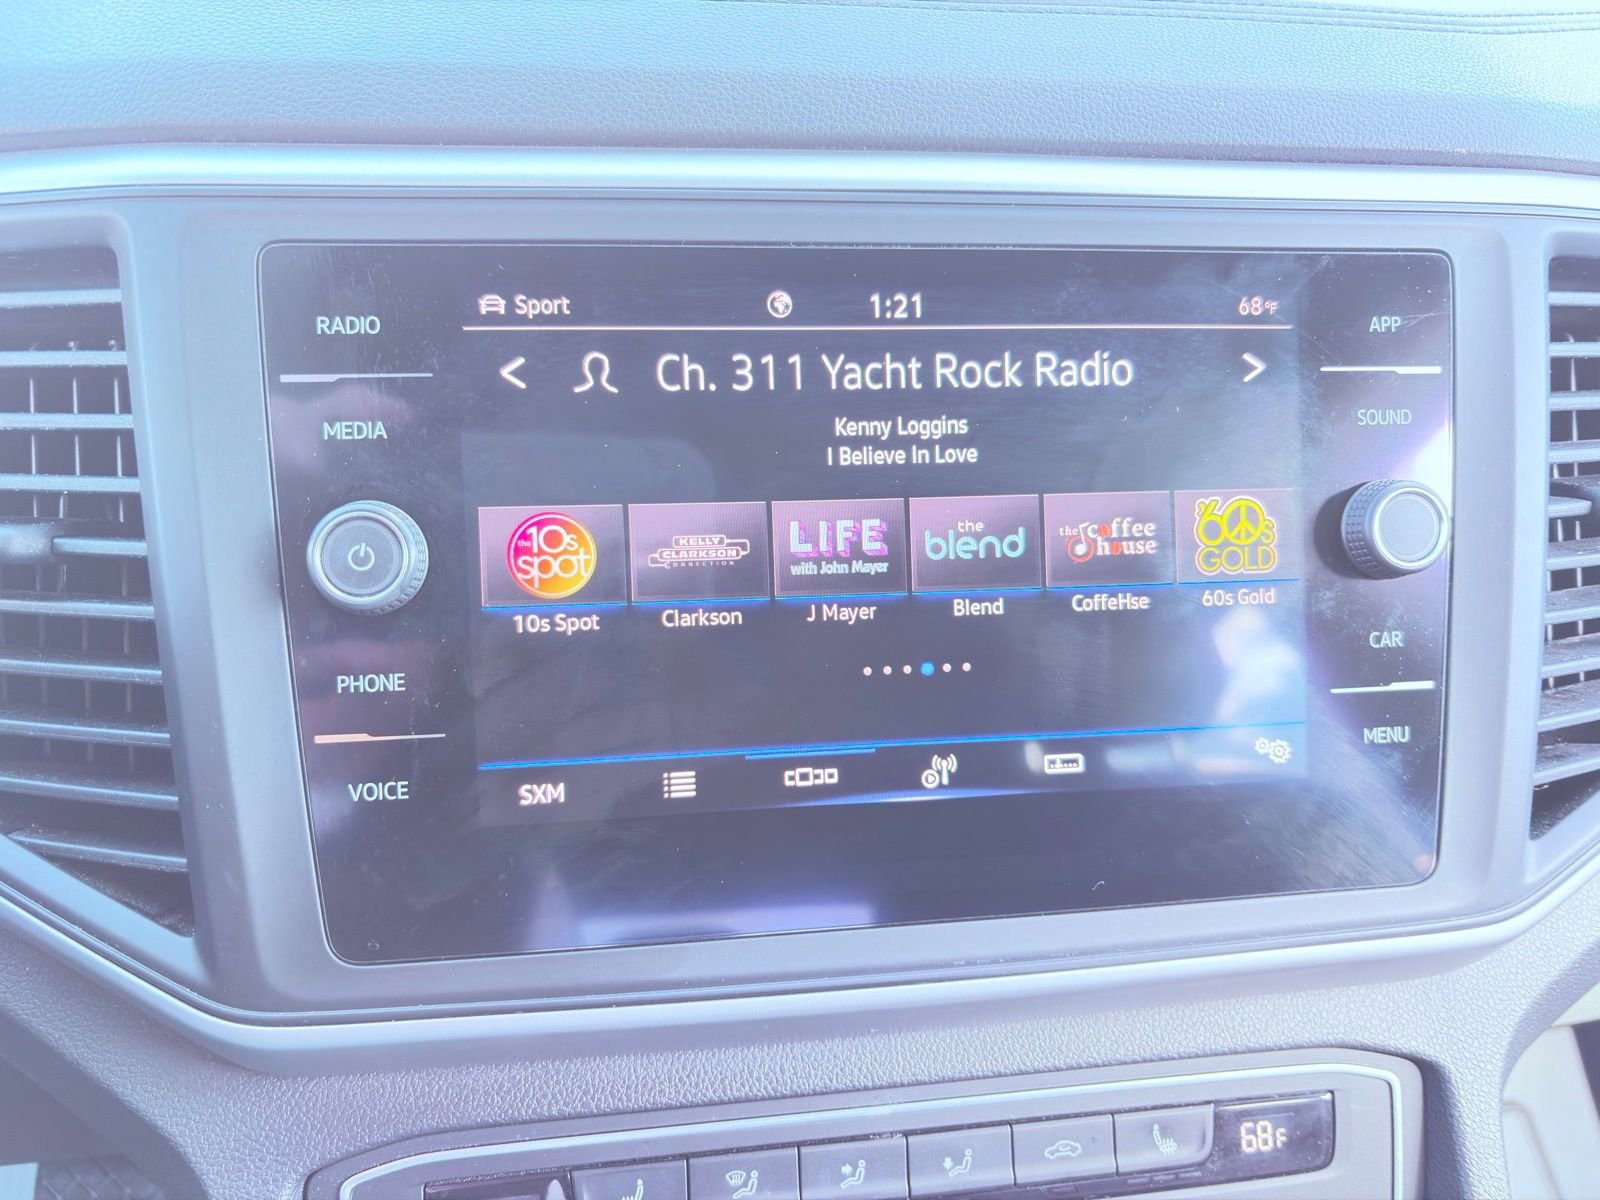 RADIO
MEDIA
PHONE
VOICE
Sport
1:21
68°F
Ch. 311 Yacht Rock Radio
Kenny Loggins
I Believe In Love
the 10s spot
KELLY CLARKSON CONNECTION
LIFE with John Mayer
the blend
the coffee house
'60s GOLD
10s Spot
Clarkson
J Mayer
Blend
CoffeHse
60s Gold
SXM
APP
SOUND
CAR
MENU
68F